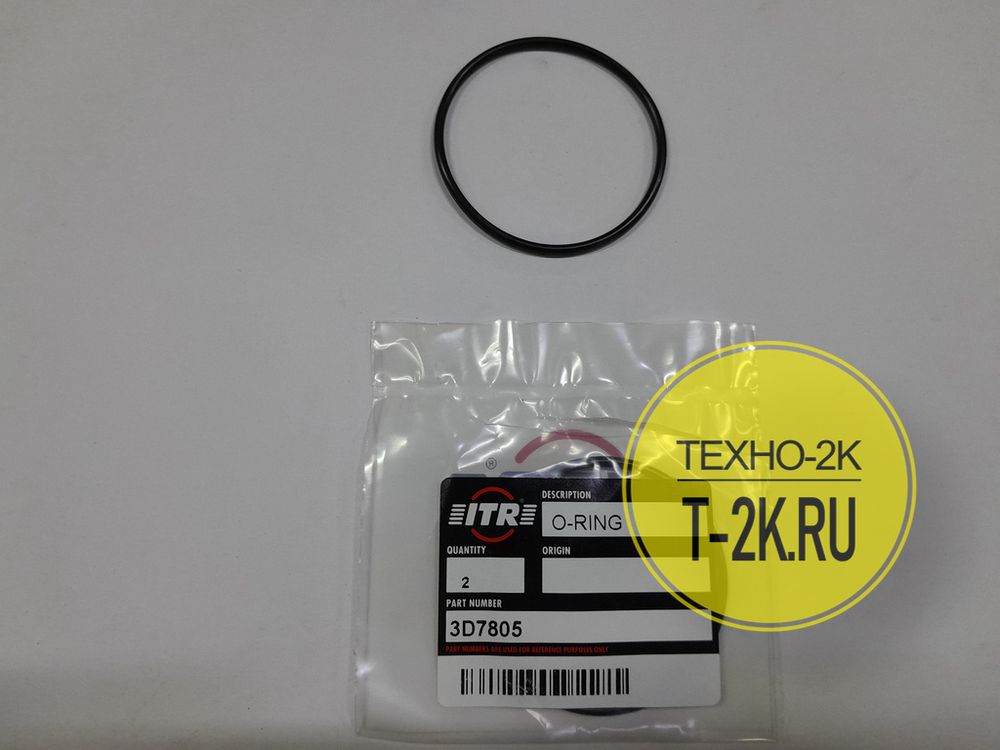 ®
ITR®
DESCRIPTION
O-RING
QUANTITY
ORIGIN
2
PART NUMBER
3D7805
PART NUMBERS ARE USED FOR REFERENCE PURPOSES ONLY
ТЕХНО-2К
T-2K.RU